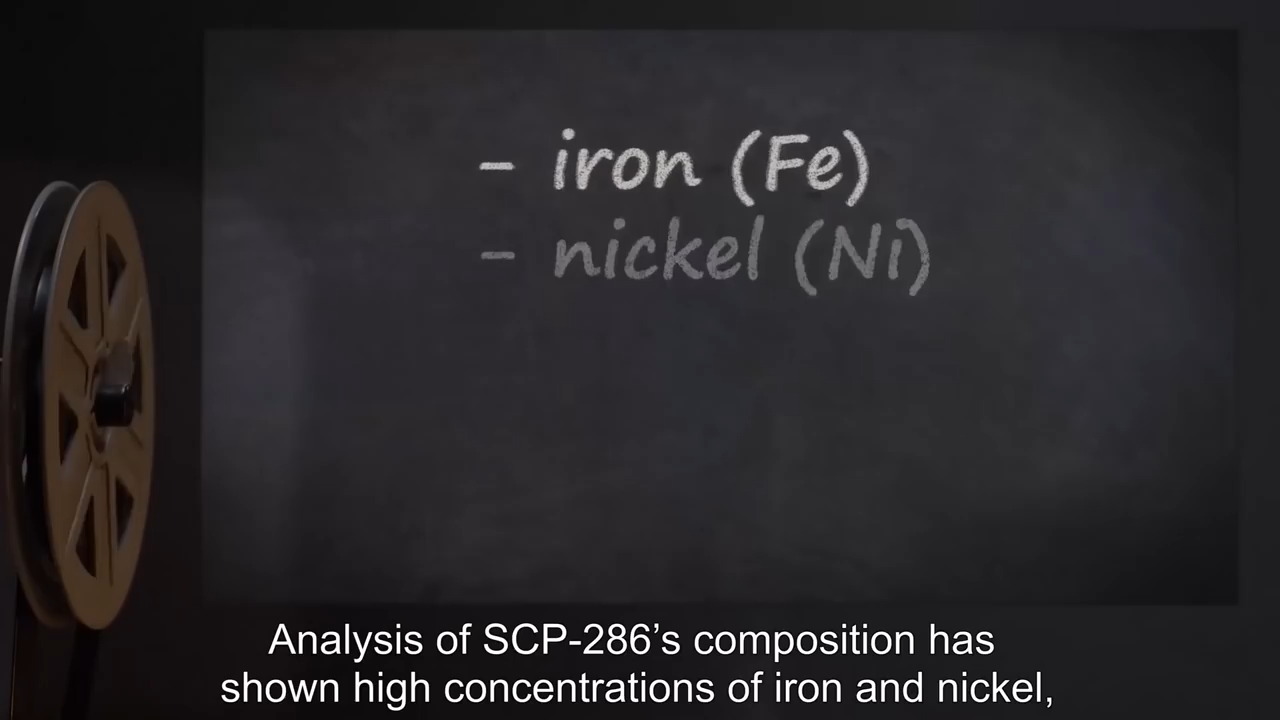 - iron (Fe)
- nickel (Ni)
Analysis of SCP-286’s composition has
shown high concentrations of iron and nickel,